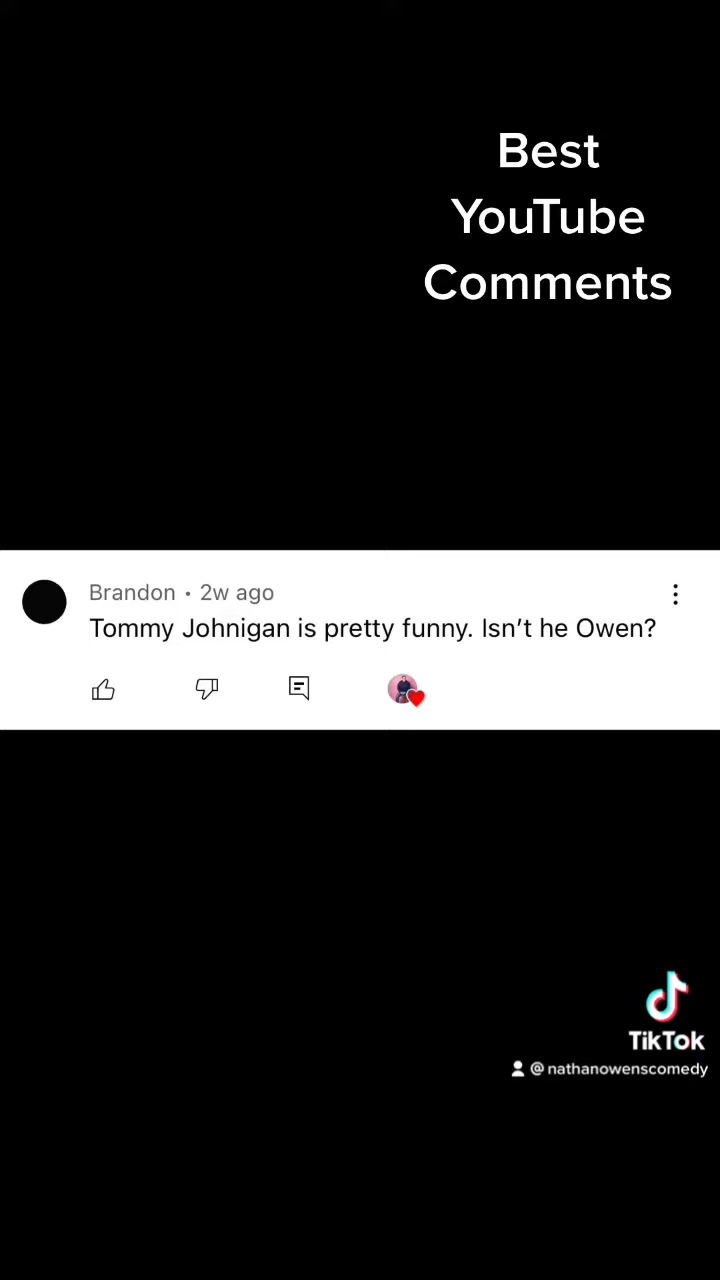 Best
YouTube
Comments
Brandon • 2w ago
Tommy Johnigan is pretty funny. Isn’t he Owen?
TikTok
@nathanowenscomedy